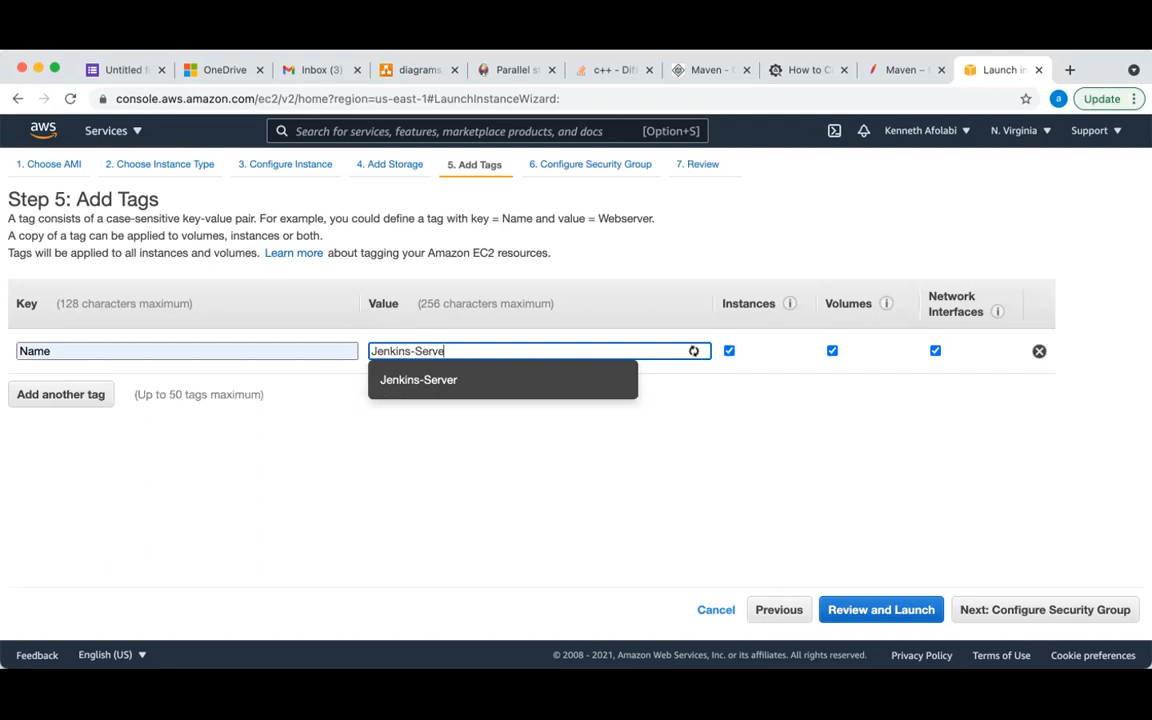 Untitled f
OneDrive
Inbox (3)
diagrams.
Parallel s
c++ - Dif
Maven -
How to C
Maven –
Launch in
console.aws.amazon.com/ec2/v2/home?region=us-east-1#LaunchInstanceWizard:
a
Update
aws
Services
Search for services, features, marketplace products, and docs
[Option+S]
Kenneth Afolabi
N. Virginia
Support
1. Choose AMI
2. Choose Instance Type
3. Configure Instance
4. Add Storage
5. Add Tags
6. Configure Security Group
7. Review
Step 5: Add Tags
A tag consists of a case-sensitive key-value pair. For example, you could define a tag with key = Name and value = Webserver.
A copy of a tag can be applied to volumes, instances or both.
Tags will be applied to all instances and volumes. Learn more about tagging your Amazon EC2 resources.
Key (128 characters maximum)
Value (256 characters maximum)
Instances
Volumes
Network
Interfaces
Name
Jenkins-Serve
Jenkins-Server
Add another tag
(Up to 50 tags maximum)
Cancel
Previous
Review and Launch
Next: Configure Security Group
Feedback
English (US)
© 2008 - 2021, Amazon Web Services, Inc. or its affiliates. All rights reserved.
Privacy Policy
Terms of Use
Cookie preferences